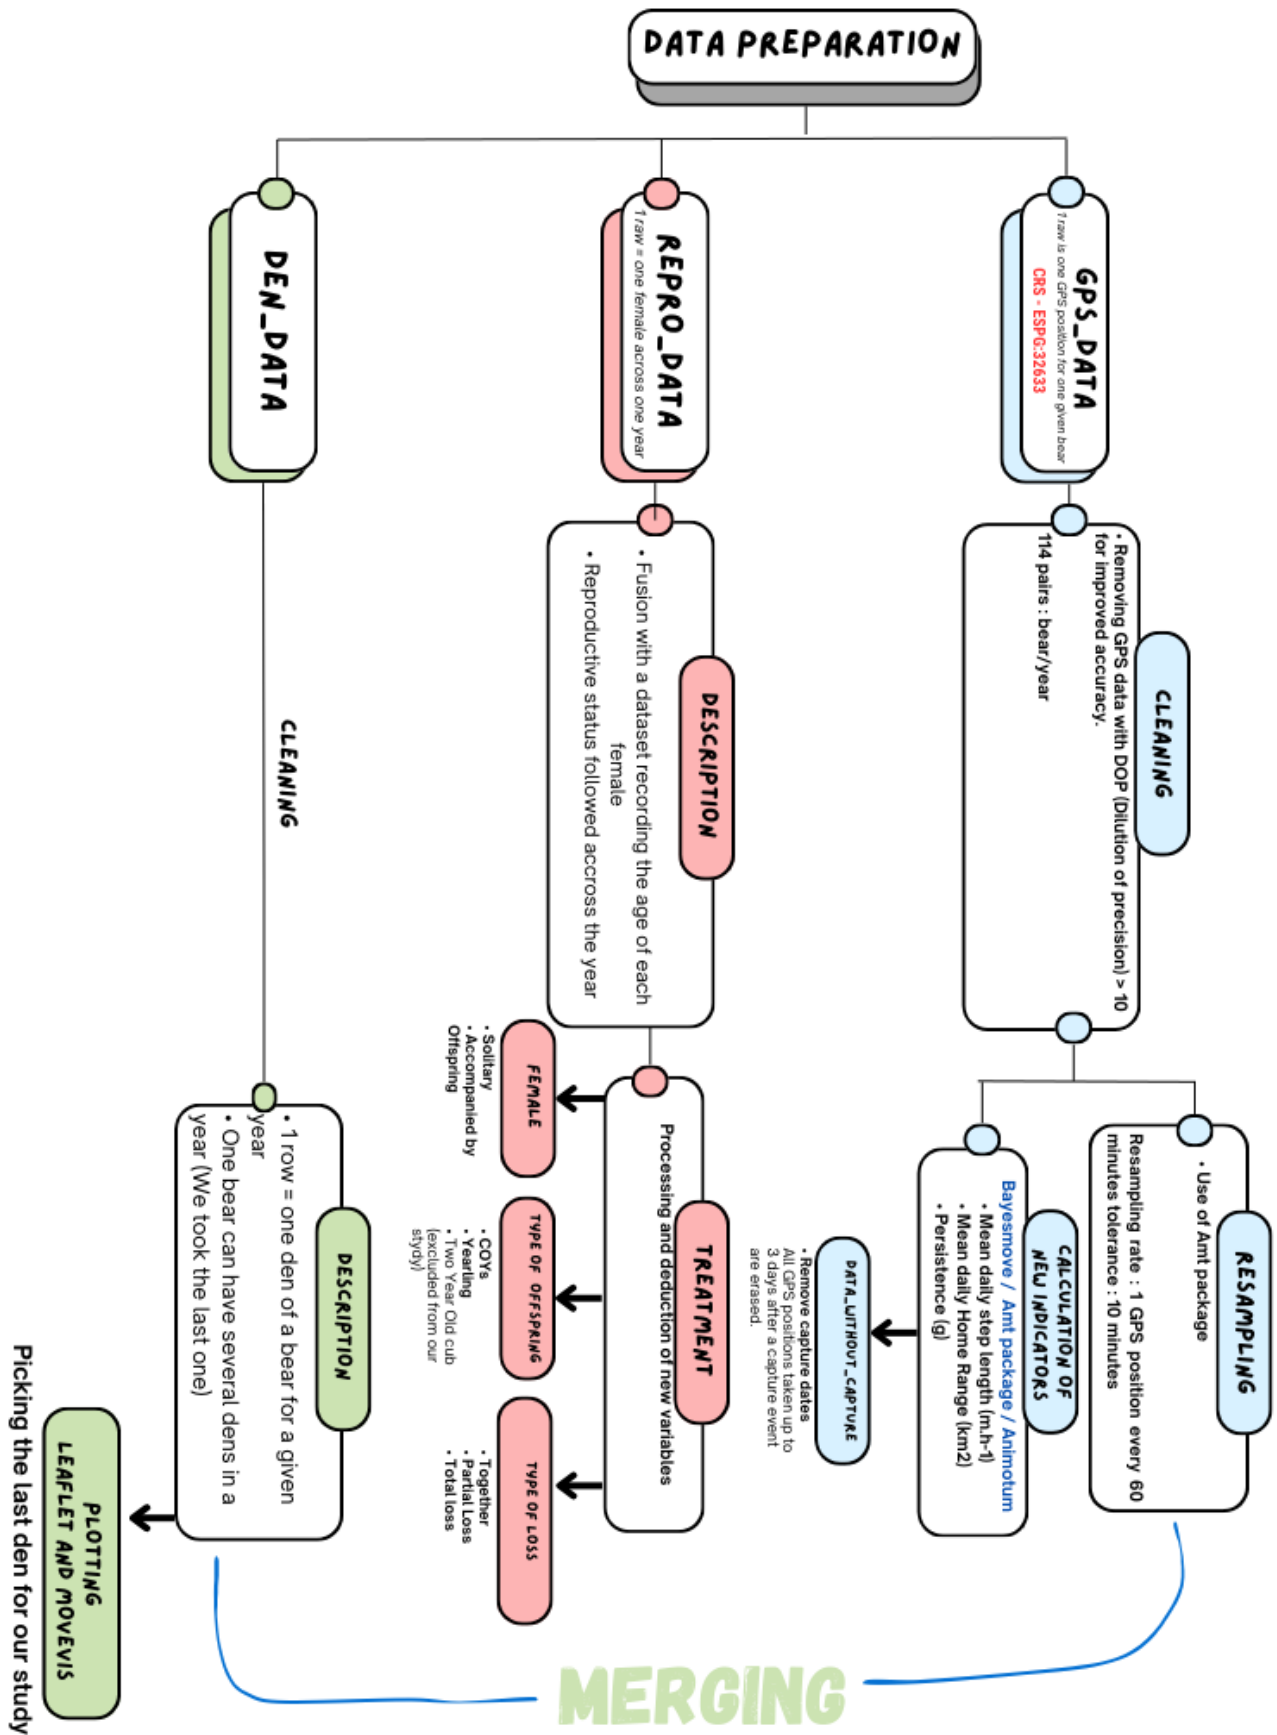 DATA PREPARATION
GPS_DATA
1 raw is one GPS position for one given bear
CRS - ESPG:32633
CLEANING
• Removing GPS data with DOP (Dilution of precision) > 10
for improved accuracy.
114 pairs : bear/year
RESAMPLING
• Use of Amt package
Resampling rate : 1 GPS position every 60
minutes tolerance : 10 minutes
CALCULATION OF
NEW INDICATORS
Bayesmove / Amt package / Animotum
• Mean daily step length (m.h-1)
• Mean daily Home Range (km2)
• Persistence (g)
DATA_WITHOUT_CAPTURE
• Remove capture dates
All GPS positions taken up to
3 days after a capture event
are erased.
REPRO_DATA
1 raw = one female across one year
DESCRIPTION
• Fusion with a dataset recording the age of each
female
• Reproductive status followed accross the year
TREATMENT
Processing and deduction of new variables
FEMALE
• Solitary
• Accompanied by
Offspring
TYPE OF OFFSPRING
• COYs
• Yearling
• Two Year Old cub
(excluded from our
stydy)
TYPE OF LOSS
• Together
• Partial Loss
• Total loss
DEN_DATA
CLEANING
DESCRIPTION
• 1 row = one den of a bear for a given
year
• One bear can have several dens in a
year (We took the last one)
PLOTTING
LEAFLET AND MOVEVIS
Picking the last den for our study
MERGING